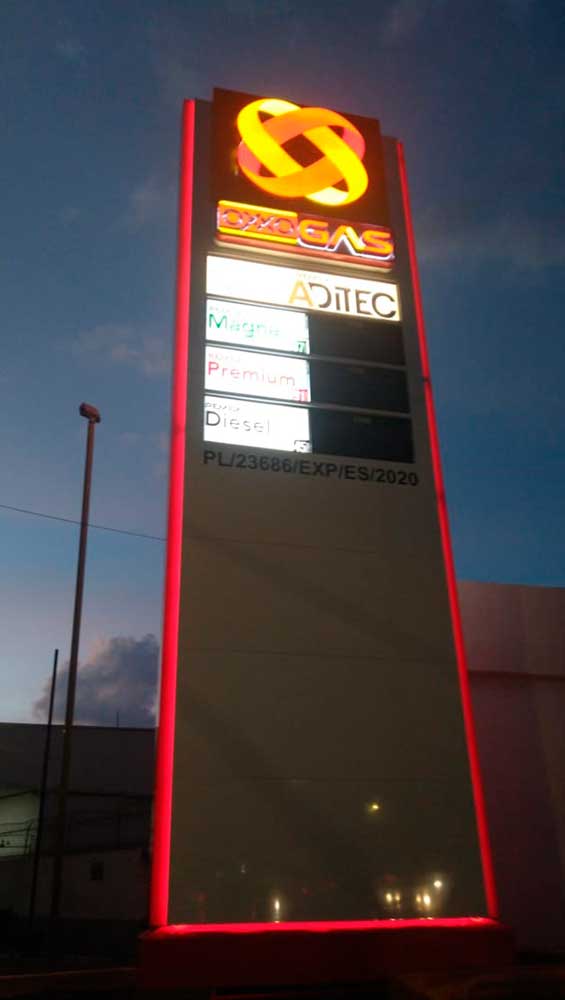 OXXO GAS
ADiTEC
Magna
Premium
Diesel
PL/23686/EXP/ES/2020